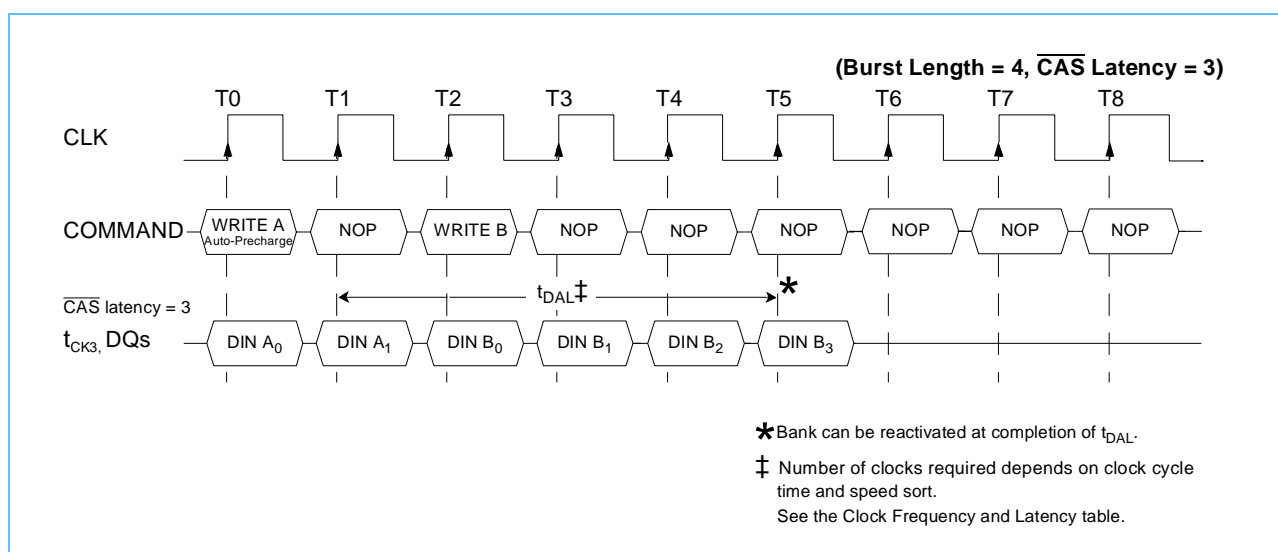 (Burst Length = 4, CAS Latency = 3)
T0 T1 T2 T3 T4 T5 T6 T7 T8
CLK
COMMAND
WRITE A
Auto-Precharge
NOP
WRITE B
NOP
NOP
NOP
NOP
NOP
NOP
tDAL‡
*
CAS latency = 3
tCK3, DQs
DIN A0
DIN A1
DIN B0
DIN B1
DIN B2
DIN B3
* Bank can be reactivated at completion of tDAL.
‡ Number of clocks required depends on clock cycle
time and speed sort.
See the Clock Frequency and Latency table.